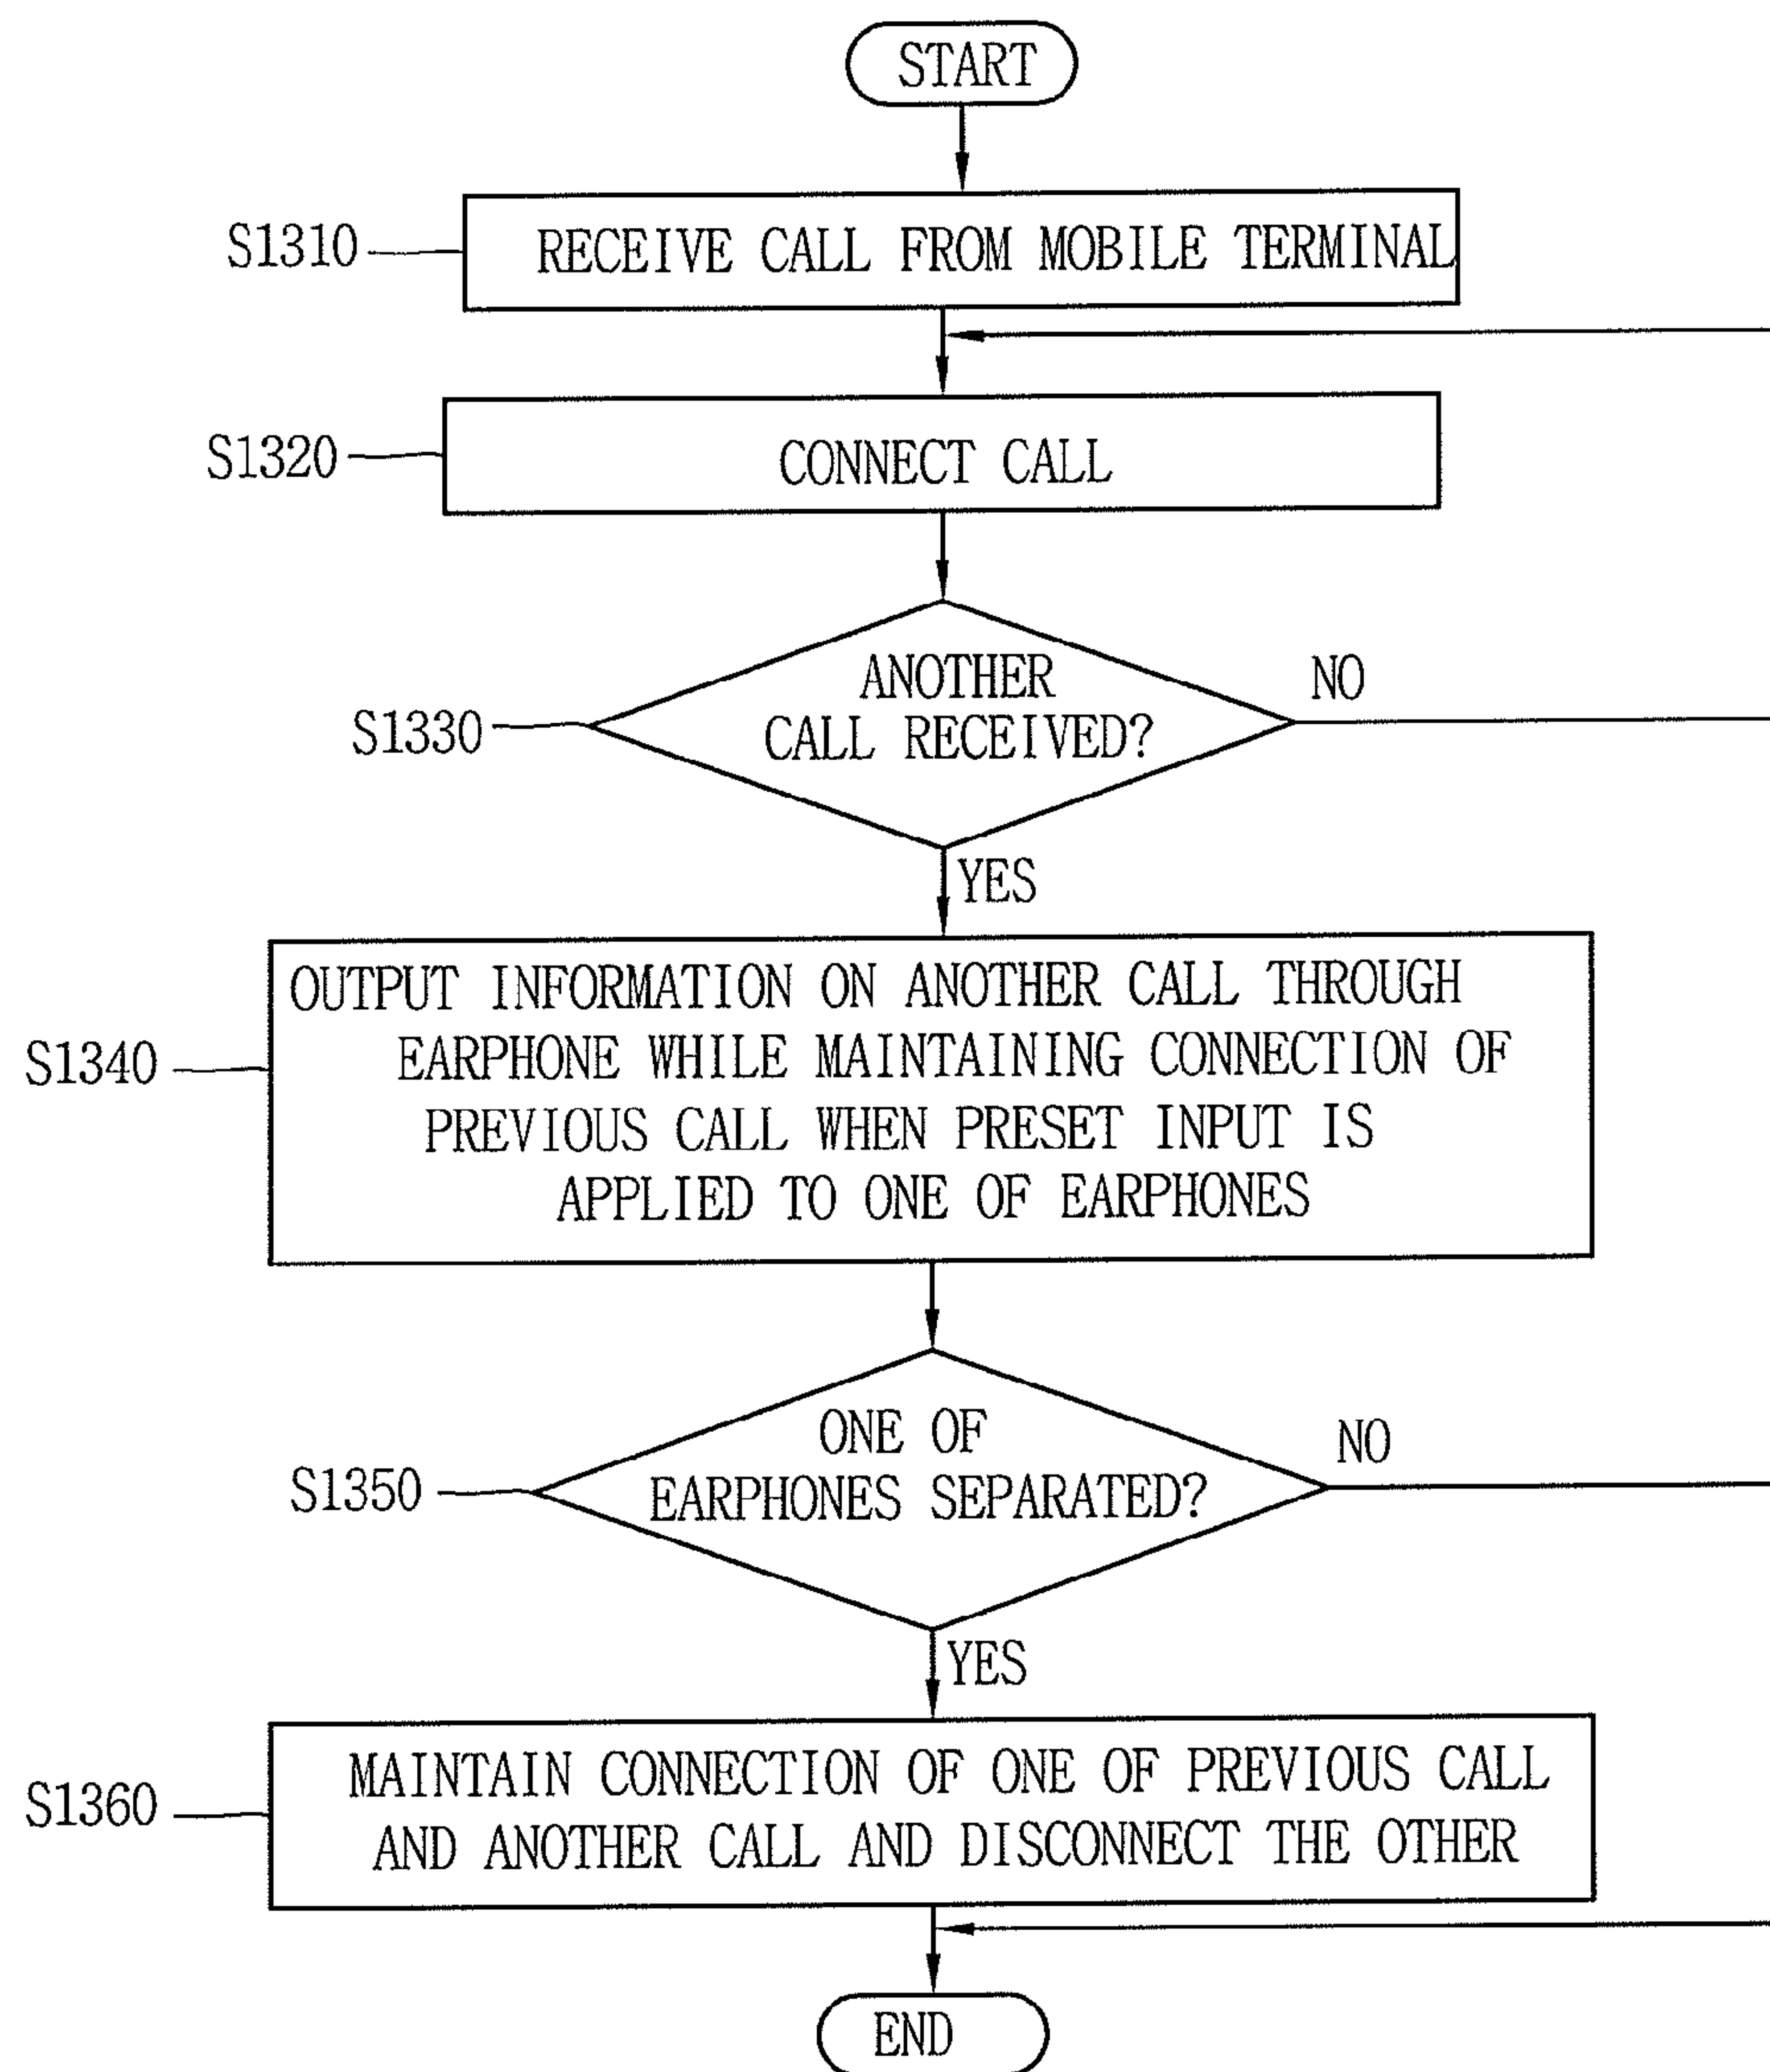 START
S1310
RECEIVE CALL FROM MOBILE TERMINAL
S1320
CONNECT CALL
S1330
ANOTHER
CALL RECEIVED?
NO
YES
S1340
OUTPUT INFORMATION ON ANOTHER CALL THROUGH
EARPHONE WHILE MAINTAINING CONNECTION OF
PREVIOUS CALL WHEN PRESET INPUT IS
APPLIED TO ONE OF EARPHONES
S1350
ONE OF
EARPHONES SEPARATED?
NO
YES
S1360
MAINTAIN CONNECTION OF ONE OF PREVIOUS CALL
AND ANOTHER CALL AND DISCONNECT THE OTHER
END